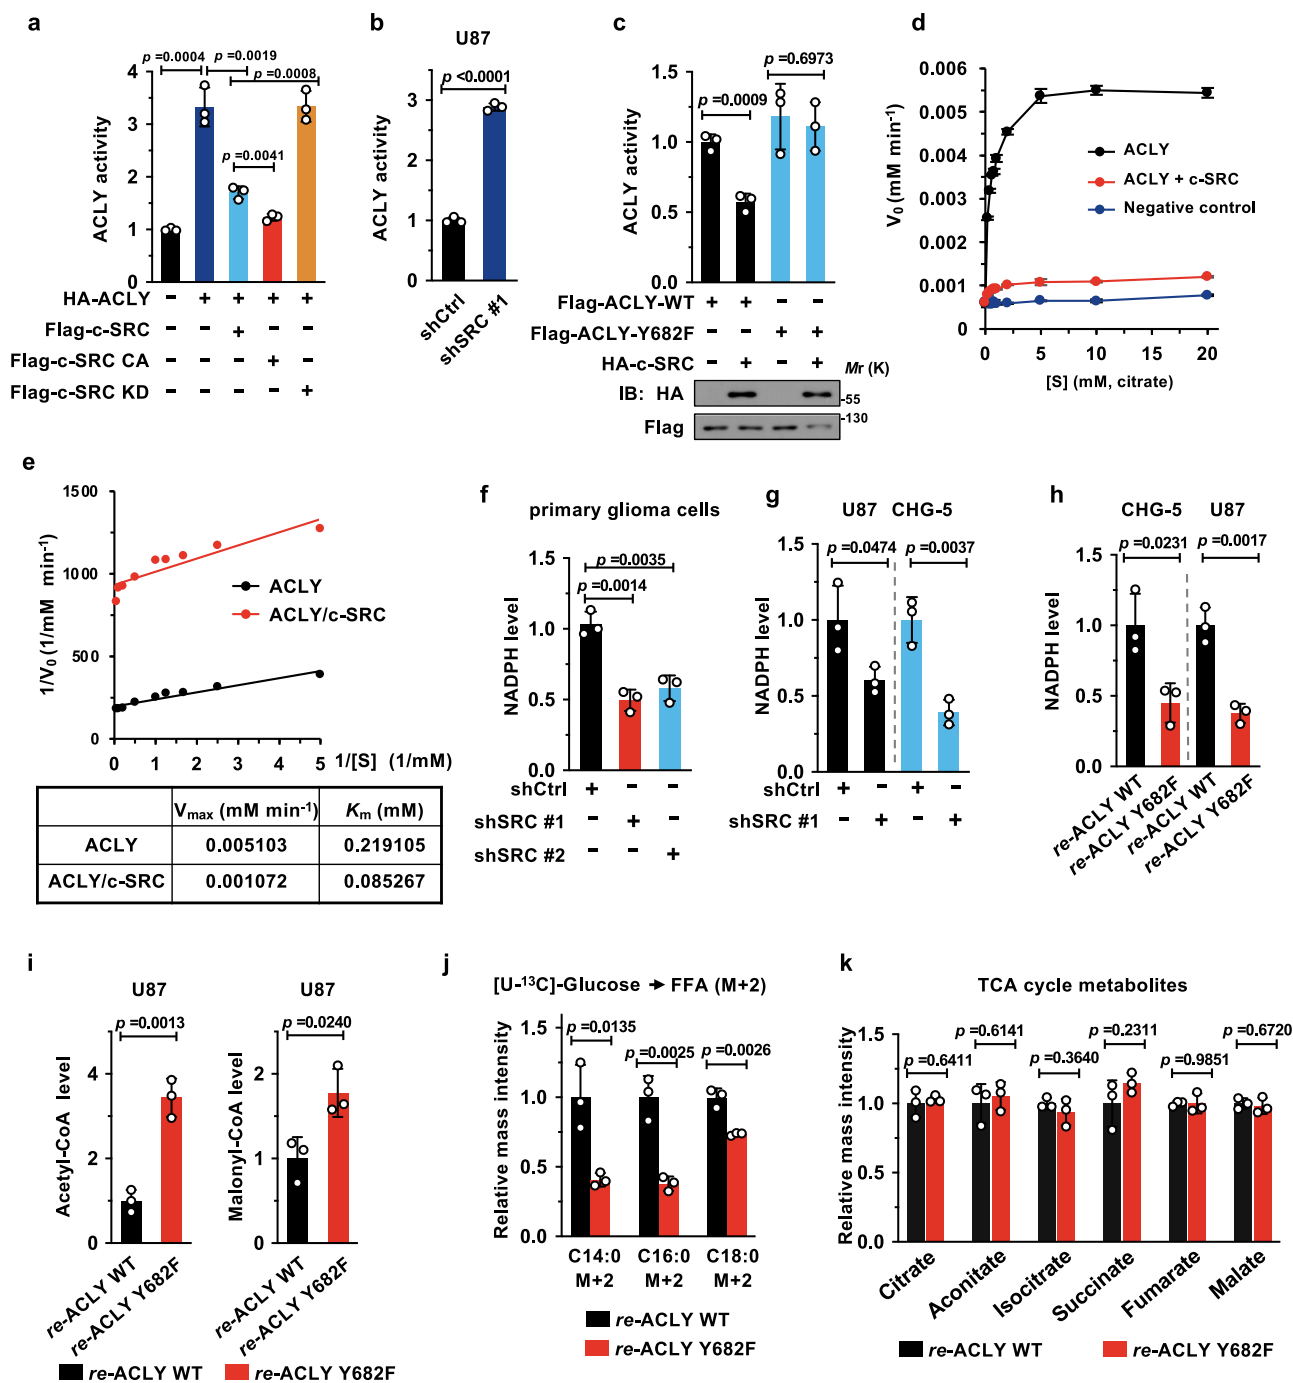 a
p =0.0004
p =0.0019
p =0.0008
p =0.0041
ACLY activity
4
3
2
1
0
HA-ACLY – + + + +
Flag-c-SRC – – + – –
Flag-c-SRC CA – – – + –
Flag-c-SRC KD – – – – +
b
U87
p <0.0001
ACLY activity
3
2
1
0
shCtrl
shSRC #1
c
p =0.6973
p =0.0009
ACLY activity
1.5
1.0
0.5
0.0
Flag-ACLY-WT + + – –
Flag-ACLY-Y682F – – + +
HA-c-SRC – + – +
Mr (K)
IB: HA
-55
Flag
-130
d
V0 (mM min-1)
0.006
0.005
0.004
0.003
0.002
0.001
0
ACLY
ACLY + c-SRC
Negative control
0 5 10 15 20
[S] (mM, citrate)
e
1/V0 (1/mM min-1)
1500
1000
500
0
ACLY
ACLY/c-SRC
0 1 2 3 4 5 1/[S] (1/mM)
Vmax (mM min-1) Km (mM)
ACLY 0.005103 0.219105
ACLY/c-SRC 0.001072 0.085267
f
primary glioma cells
p =0.0035
p =0.0014
NADPH level
1.5
1.0
0.5
0.0
shCtrl + – –
shSRC #1 – + –
shSRC #2 – – +
g
U87 CHG-5
p =0.0474 p =0.0037
NADPH level
1.5
1.0
0.5
0.0
shCtrl + – + –
shSRC #1 – + – +
h
CHG-5 U87
p =0.0231 p =0.0017
NADPH level
1.5
1.0
0.5
0.0
re-ACLY WT
re-ACLY Y682F
re-ACLY WT
re-ACLY Y682F
i
U87
p =0.0013
Acetyl-CoA level
4
2
0
re-ACLY WT
re-ACLY Y682F
U87
p =0.0240
Malonyl-CoA level
2
1
0
re-ACLY WT
re-ACLY Y682F
re-ACLY WT re-ACLY Y682F
j
[U-13C]-Glucose → FFA (M+2)
p =0.0135
p =0.0025
p =0.0026
Relative mass intensity
1.5
1.0
0.5
0.0
C14:0 C16:0 C18:0
M+2 M+2 M+2
re-ACLY WT
re-ACLY Y682F
k
TCA cycle metabolites
p =0.6411
p =0.6141
p =0.3640
p =0.2311
p =0.9851
p =0.6720
Relative mass intensity
1.5
1.0
0.5
0.0
Citrate
Aconitate
Isocitrate
Succinate
Fumarate
Malate
re-ACLY WT re-ACLY Y682F